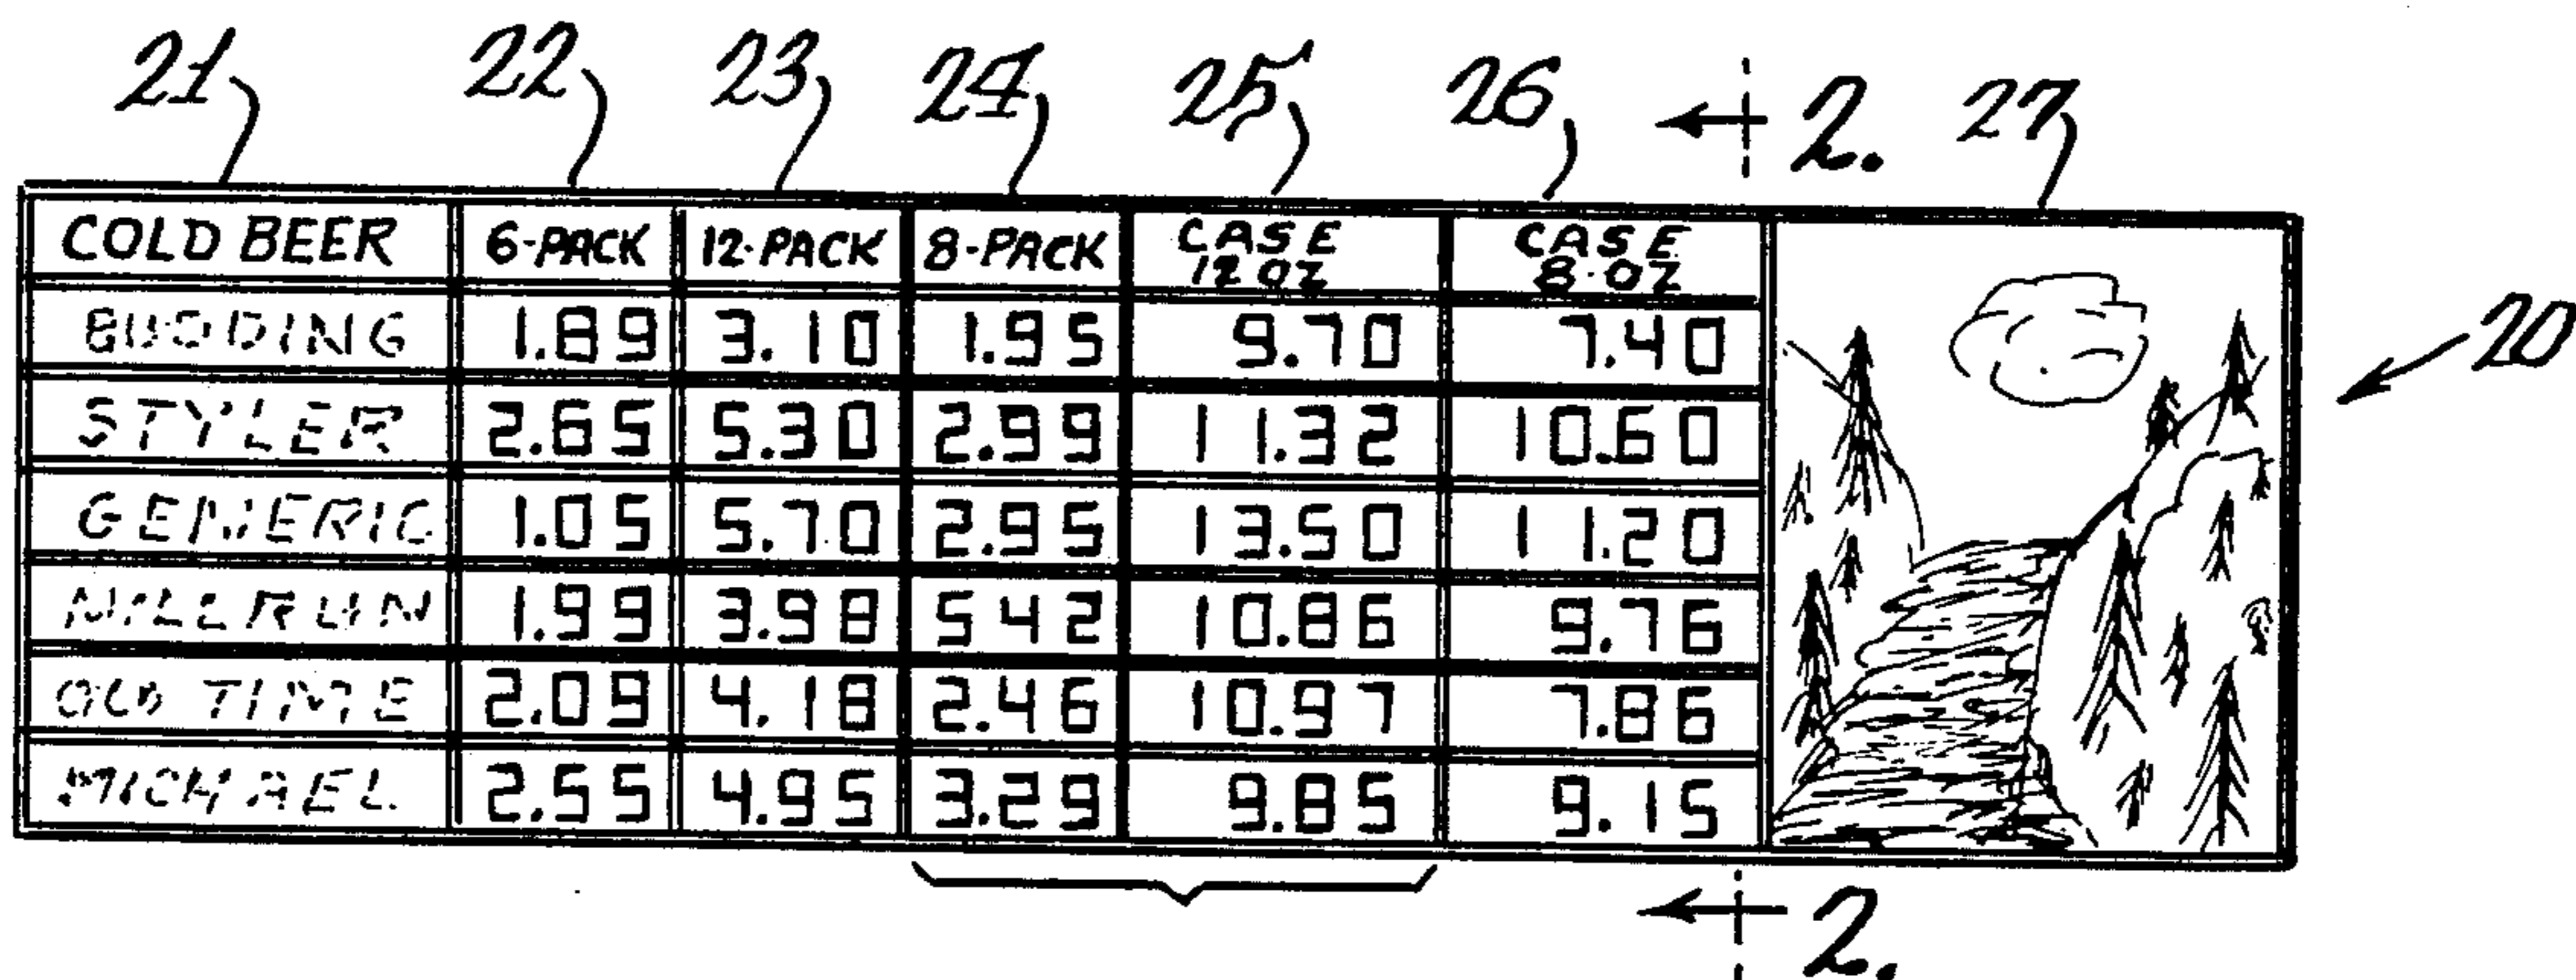 21 22 23 24 25 26 2. 27
COLD BEER 6-PACK 12-PACK 8-PACK CASE 12 OZ CASE 8-OZ
BUDDING 1.89 3.10 1.95 9.70 7.40
20
STYLER 2.65 5.30 2.99 11.32 10.60
GENERIC 1.05 5.70 2.95 13.50 11.20
MILLRUN 1.99 3.98 542 10.86 9.76
OLD TIME 2.09 4.18 2.46 10.97 7.86
MICHAEL 2.55 4.95 3.29 9.85 9.15
2.